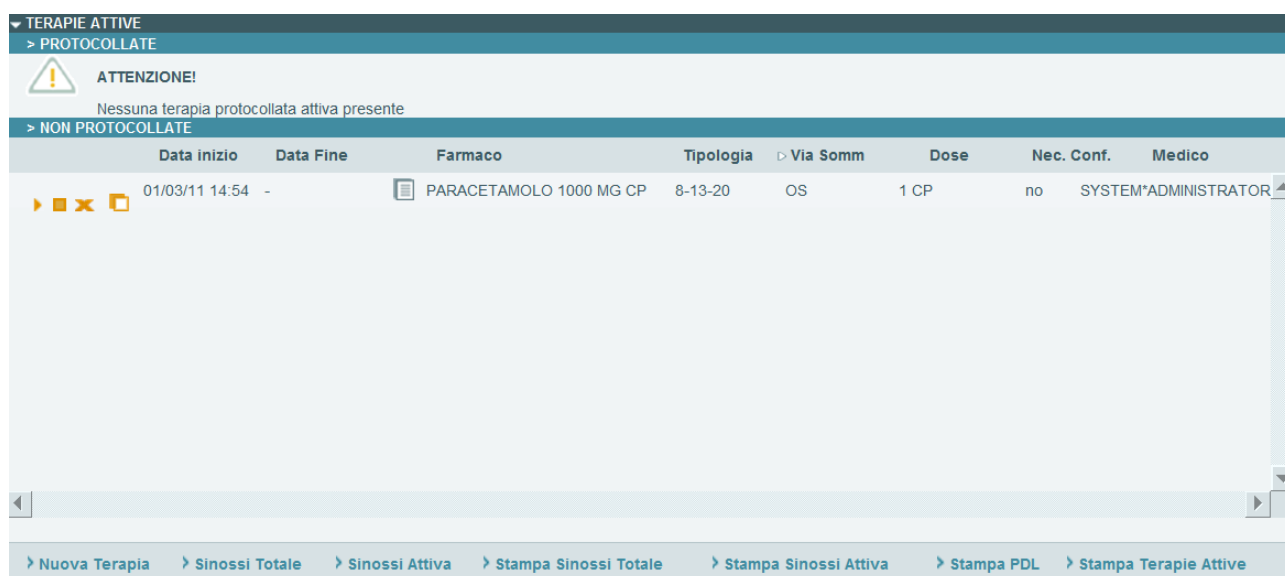 TERAPIE ATTIVE
> PROTOCOLLATE
ATTENZIONE!
Nessuna terapia protocollata attiva presente
> NON PROTOCOLLATE
Data inizio Data Fine Farmaco Tipologia Via Somm Dose Nec. Conf. Medico
01/03/11 14:54 - PARACETAMOLO 1000 MG CP 8-13-20 OS 1 CP no SYSTEM*ADMINISTRATOR
Nuova Terapia Sinossi Totale Sinossi Attiva Stampa Sinossi Totale Stampa Sinossi Attiva Stampa PDL Stampa Terapie Attive